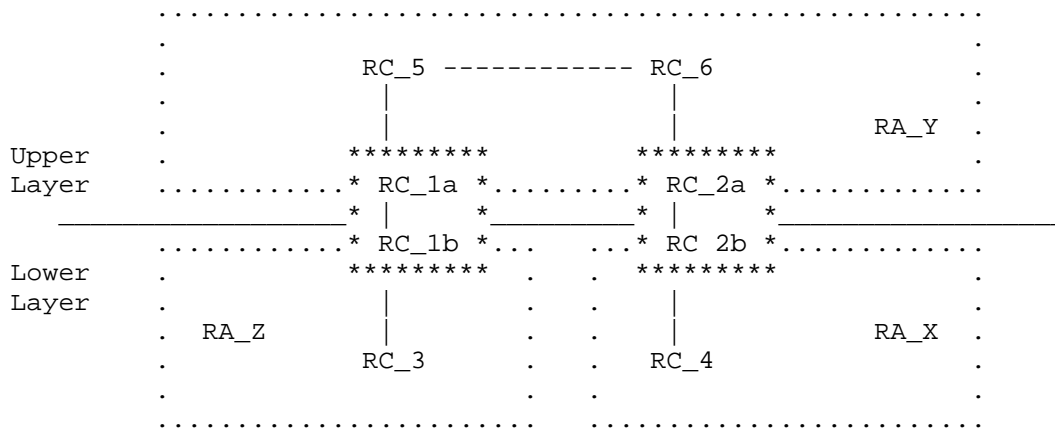 RC_5 ------------ RC_6
RA_Y
Upper
Layer
RC_1a
RC_2a
RC_1b
RC 2b
Lower
Layer
RA_Z
RA_X
RC_3
RC_4